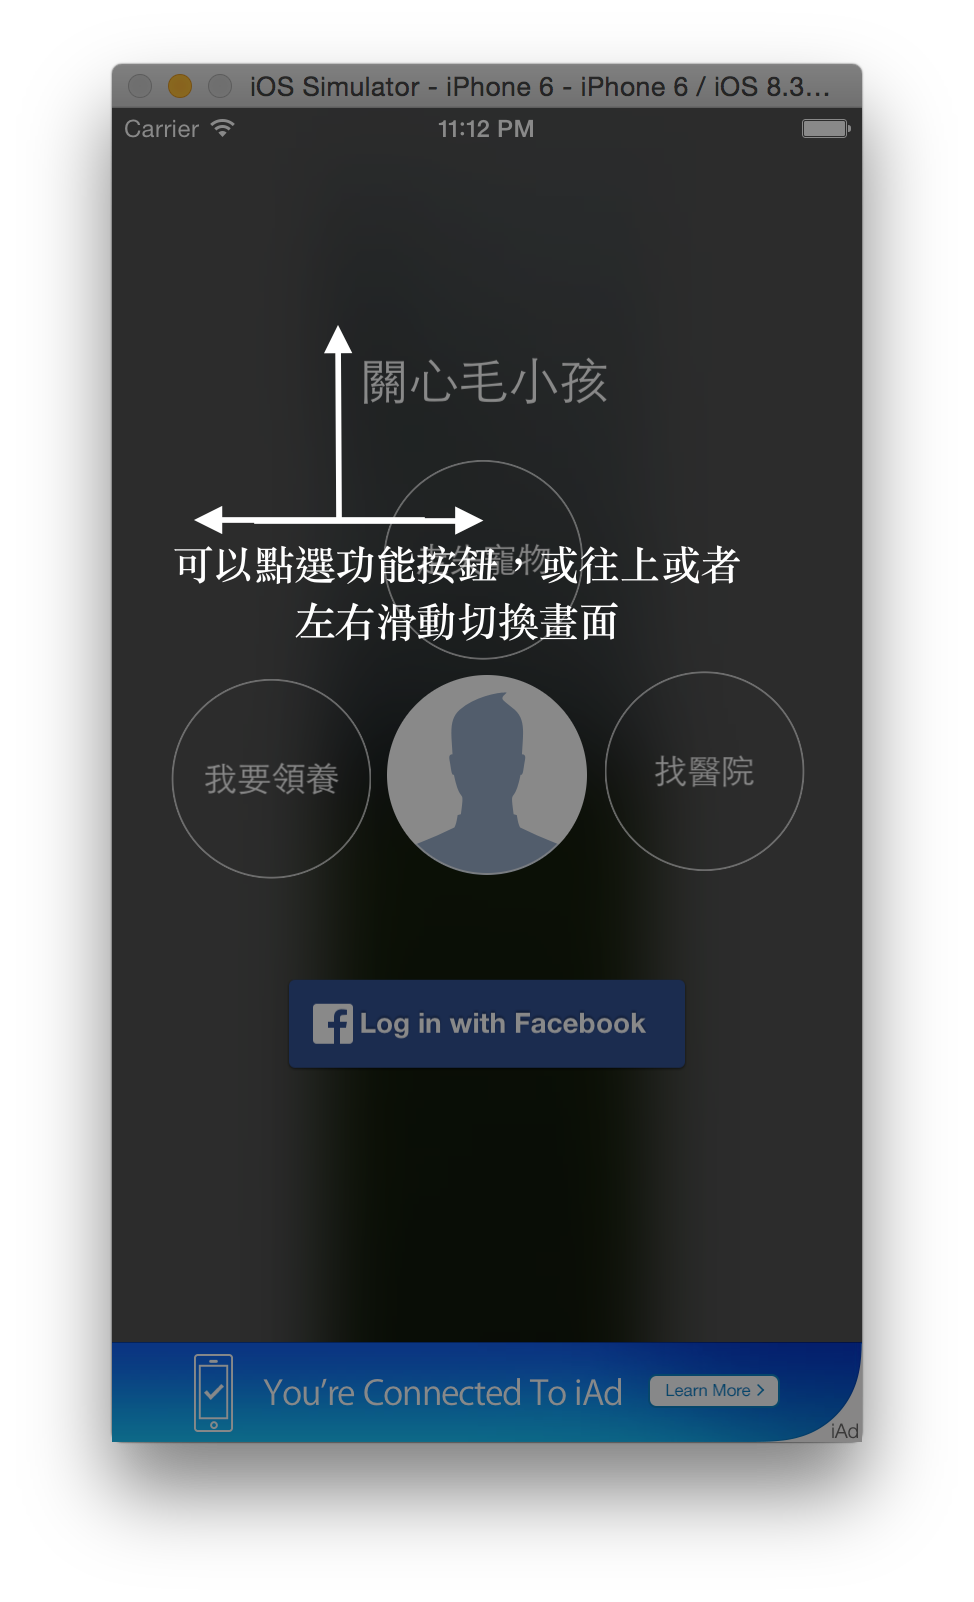 iOS Simulator - iPhone 6 - iPhone 6 / iOS 8.3...
Carrier 11:12 PM
關心毛小孩
寵物
可以點選功能按鈕，或往上或者
左右滑動切換畫面
我要領養
找醫院
Log in with Facebook
You're Connected To iAd
Learn More >
iAd